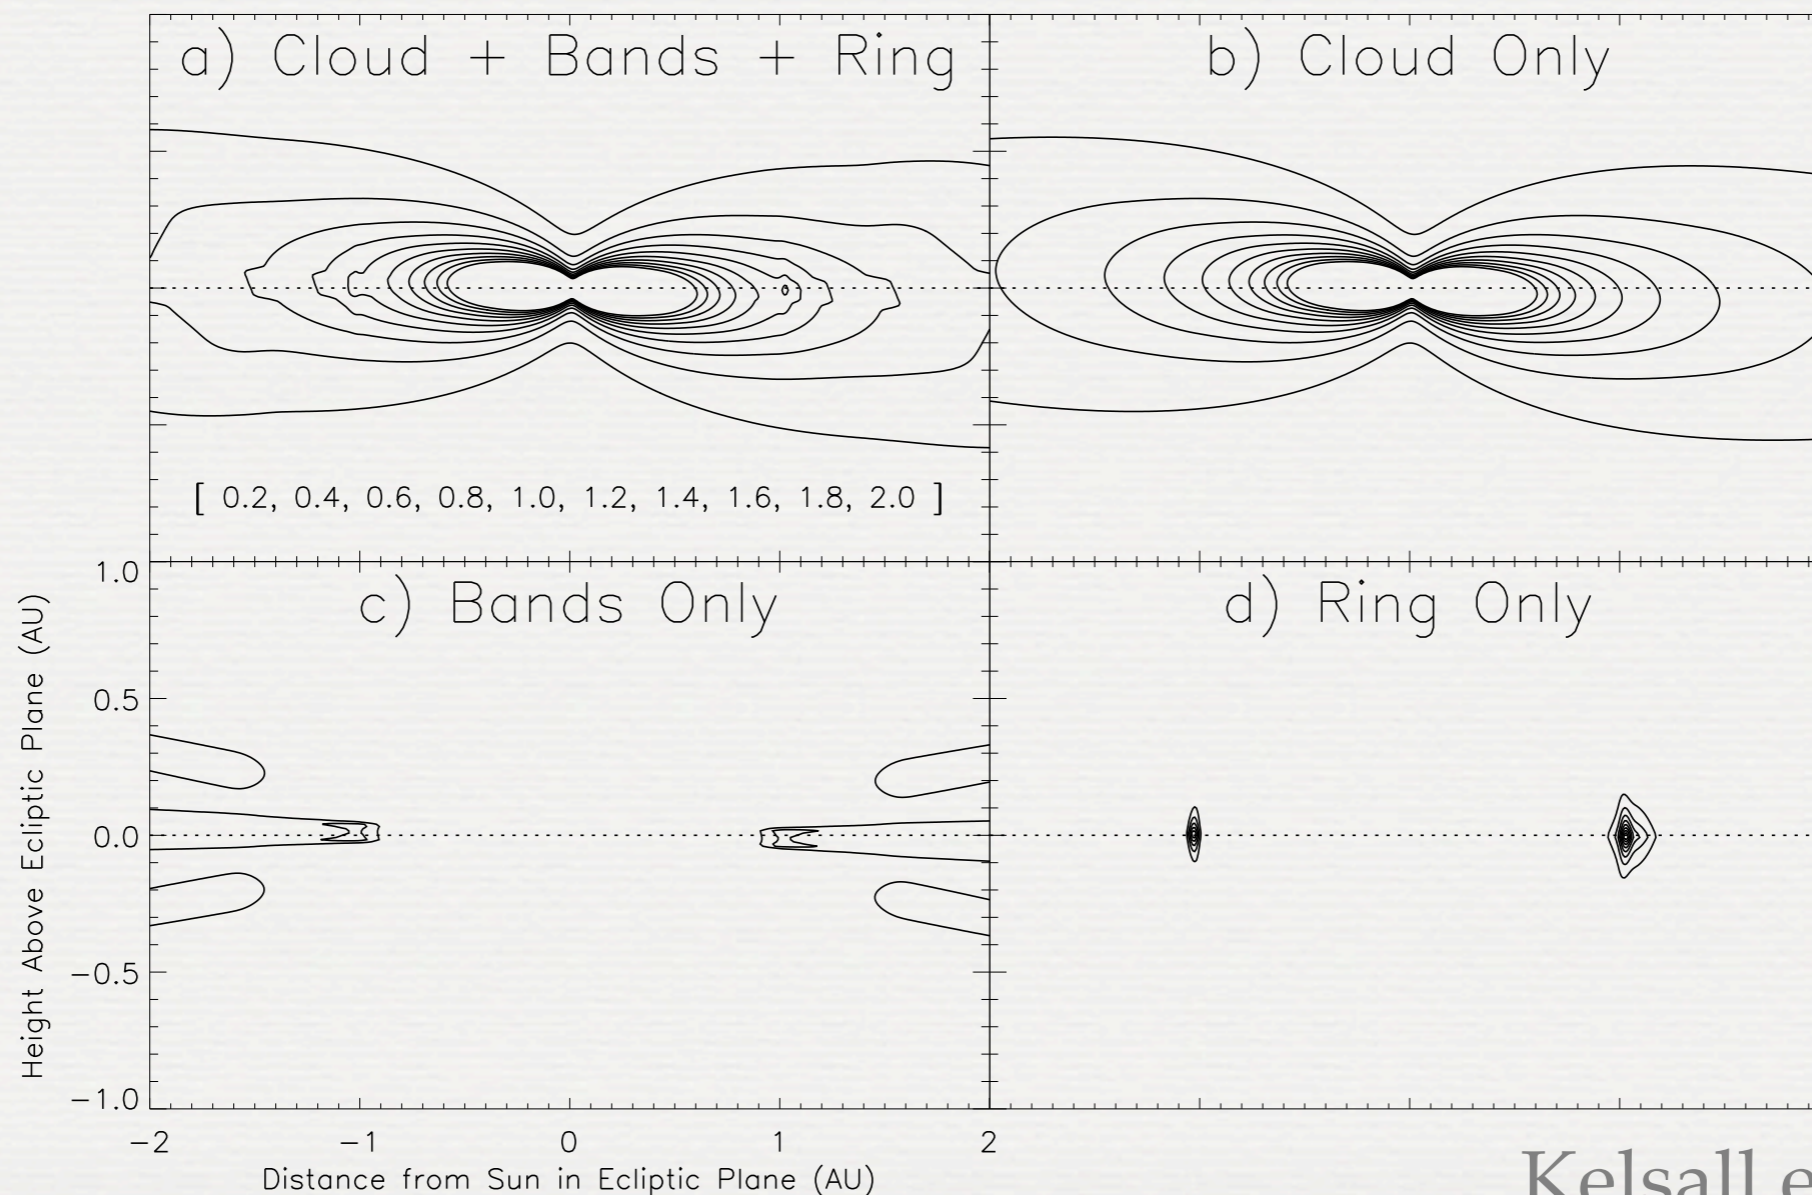 a) Cloud + Bands + Ring
b) Cloud Only
[ 0.2, 0.4, 0.6, 0.8, 1.0, 1.2, 1.4, 1.6, 1.8, 2.0 ]
c) Bands Only
d) Ring Only
Height Above Ecliptic Plane (AU)
1.0
0.5
0.0
−0.5
−1.0
−2 −1 0 1 2
Distance from Sun in Ecliptic Plane (AU)
Kelsall e